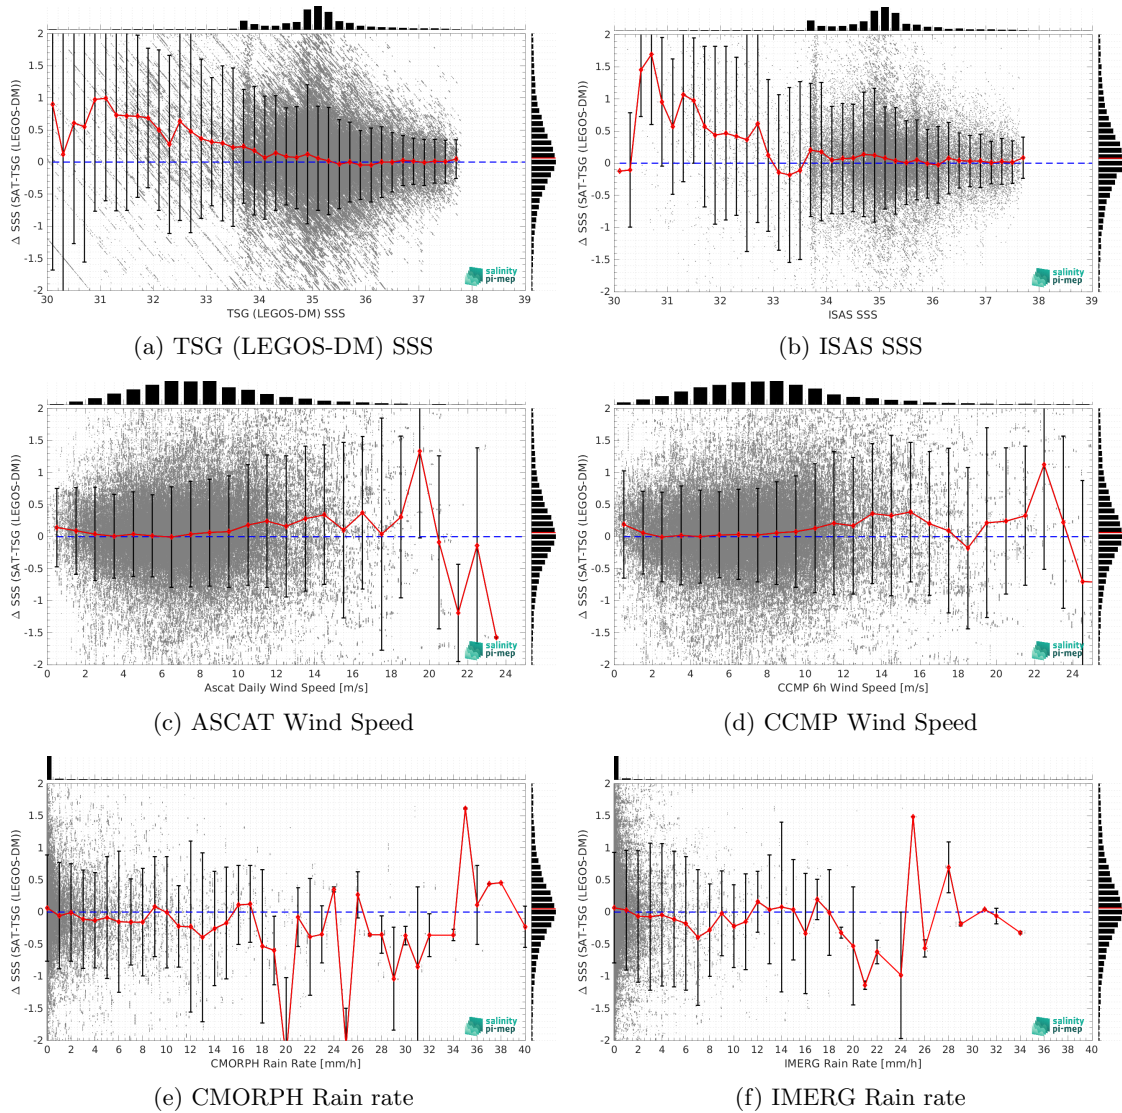 2
1.5
1
0.5
0
-0.5
-1
-1.5
-2
Δ SSS (SAT-TSG (LEGOS-DM))
30 31 32 33 34 35 36 37 38 39
TSG (LEGOS-DM) SSS
salinity
pi-mep
(a) TSG (LEGOS-DM) SSS
2
1.5
1
0.5
0
-0.5
-1
-1.5
-2
Δ SSS (SAT-TSG (LEGOS-DM))
30 31 32 33 34 35 36 37 38 39
ISAS SSS
salinity
pi-mep
(b) ISAS SSS
2
1.5
1
0.5
0
-0.5
-1
-1.5
-2
Δ SSS (SAT-TSG (LEGOS-DM))
0 2 4 6 8 10 12 14 16 18 20 22 24
Ascat Daily Wind Speed [m/s]
salinity
pi-mep
(c) ASCAT Wind Speed
2
1.5
1
0.5
0
-0.5
-1
-1.5
-2
Δ SSS (SAT-TSG (LEGOS-DM))
0 2 4 6 8 10 12 14 16 18 20 22 24
CCMP 6h Wind Speed [m/s]
salinity
pi-mep
(d) CCMP Wind Speed
2
1.5
1
0.5
0
-0.5
-1
-1.5
-2
Δ SSS (SAT-TSG (LEGOS-DM))
0 2 4 6 8 10 12 14 16 18 20 22 24 26 28 30 32 34 36 38 40
CMORPH Rain Rate [mm/h]
salinity
pi-mep
(e) CMORPH Rain rate
2
1.5
1
0.5
0
-0.5
-1
-1.5
-2
Δ SSS (SAT-TSG (LEGOS-DM))
0 2 4 6 8 10 12 14 16 18 20 22 24 26 28 30 32 34 36 38 40
IMERG Rain Rate [mm/h]
salinity
pi-mep
(f) IMERG Rain rate